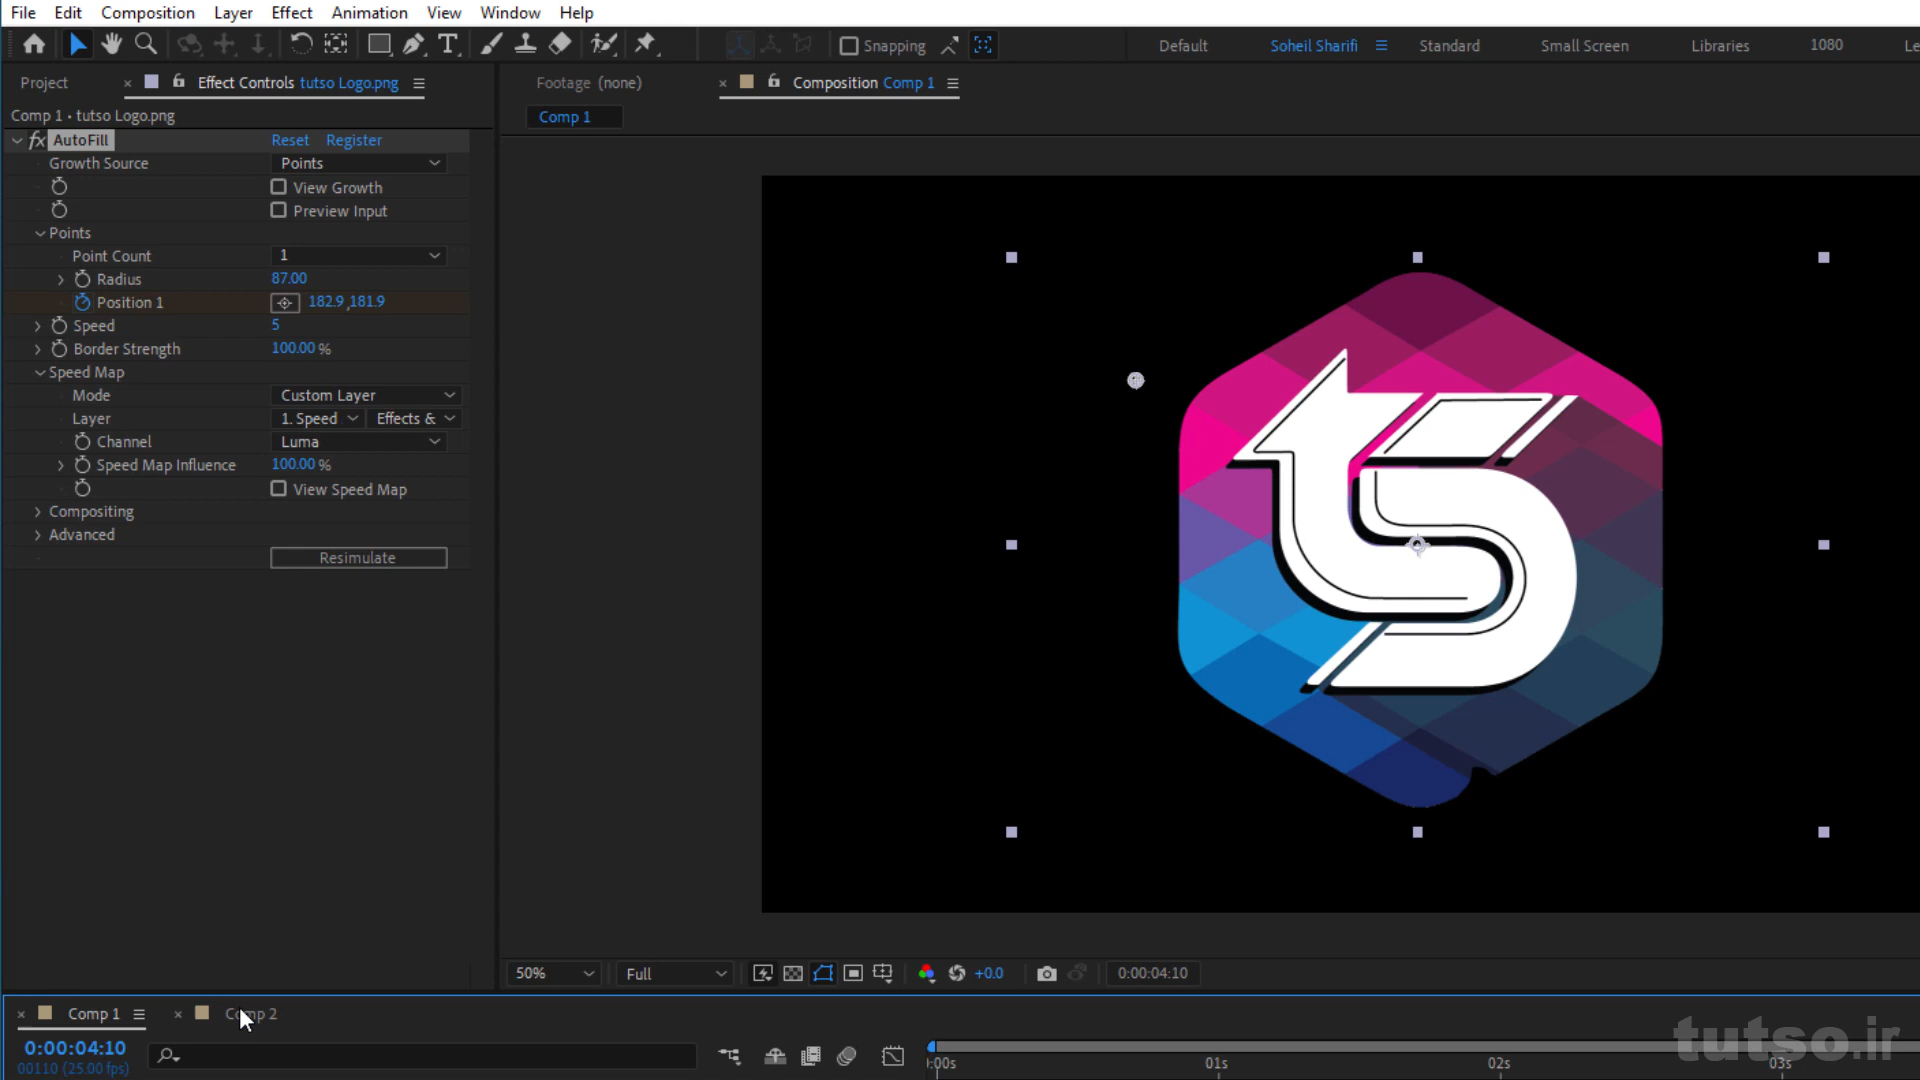 File Edit Composition Layer Effect Animation View Window Help
Snapping Default Soheil Sharifi Standard Small Screen Libraries 1080 Le
Project Effect Controls tutso Logo.png Footage (none) Composition Comp 1
Comp 1 • tutso Logo.png Comp 1
fx AutoFill Reset Register
Growth Source Points
View Growth
Preview Input
Points
Point Count 1
Radius 87.00
Position 1 182.9 ,181.9
Speed 5
Border Strength 100.00 %
Speed Map
Mode Custom Layer
Layer 1. Speed Effects &
Channel Luma
Speed Map Influence 100.00 %
View Speed Map
Compositing
Advanced
Resimulate
50% Full +0.0 0:00:04:10
Comp 1 Comp 2
0:00:04:10
00110 (25.00 fps)
:00s 01s 02s 03s
tutso.ir